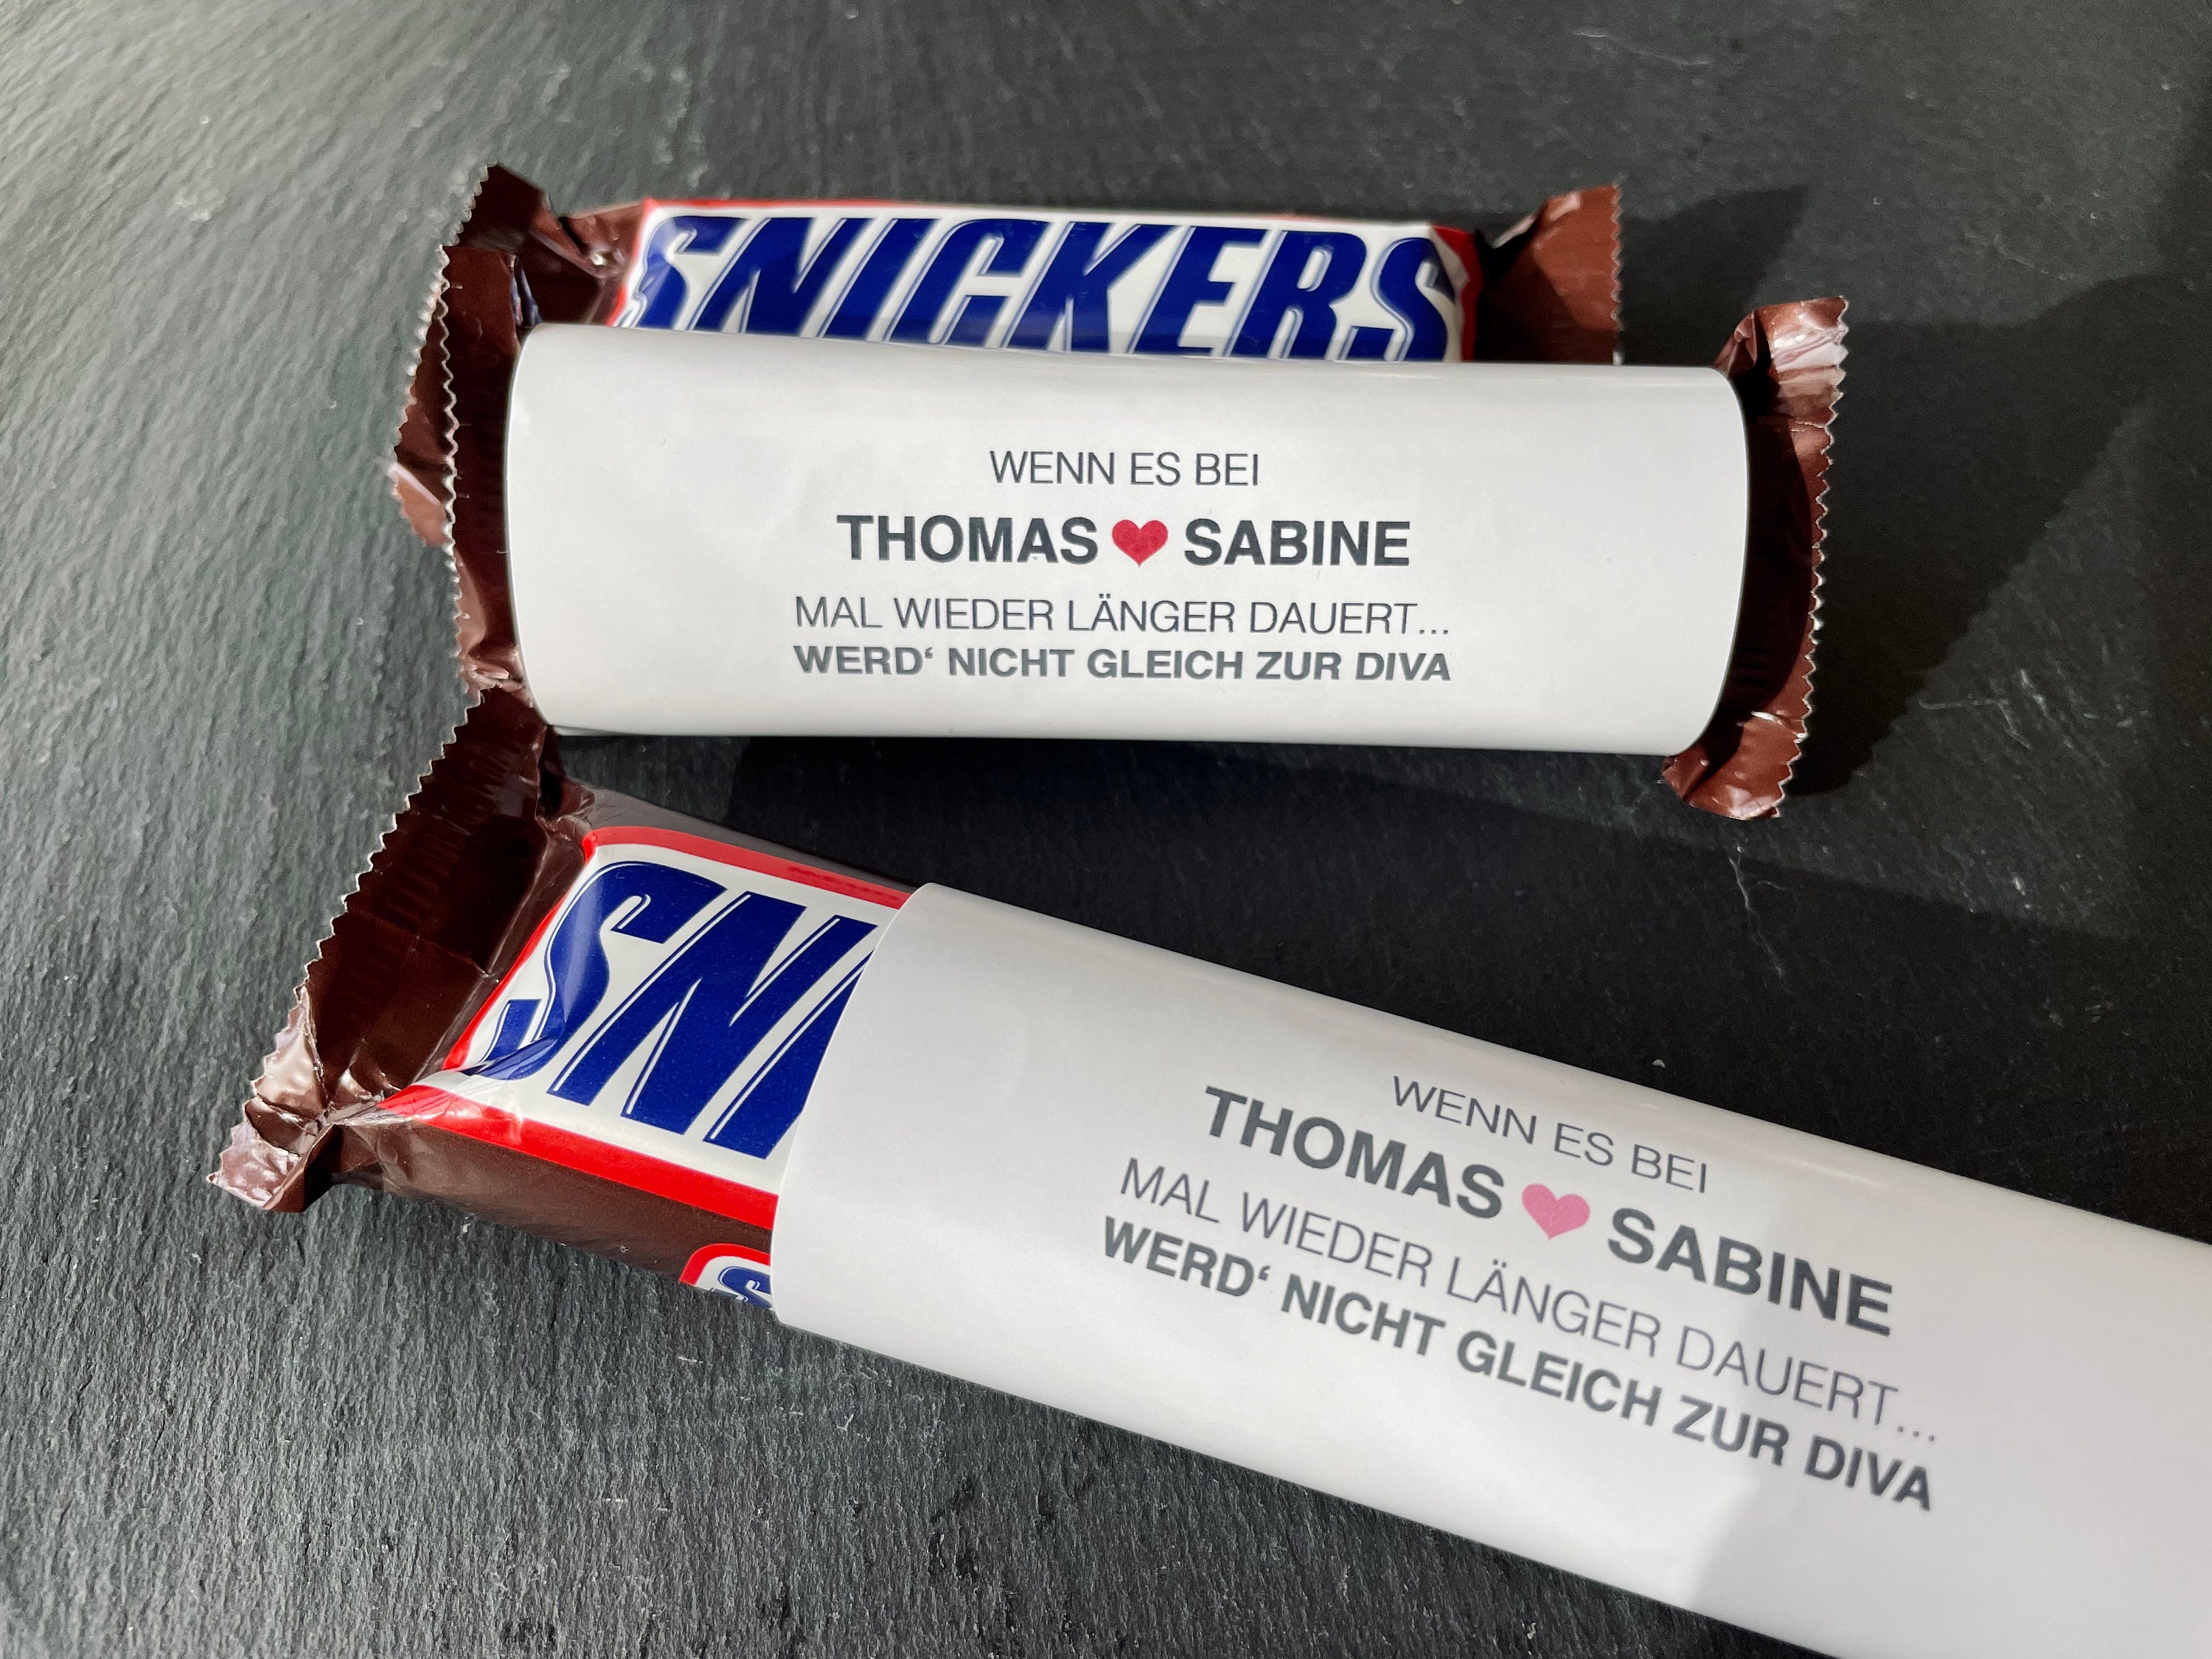 SNICKERS
WENN ES BEI
THOMAS ❤ SABINE
MAL WIEDER LÄNGER DAUERT...
WERD‘ NICHT GLEICH ZUR DIVA
SNI
S
WENN ES BEI
THOMAS ❤ SABINE
MAL WIEDER LÄNGER DAUERT...
WERD‘ NICHT GLEICH ZUR DIVA